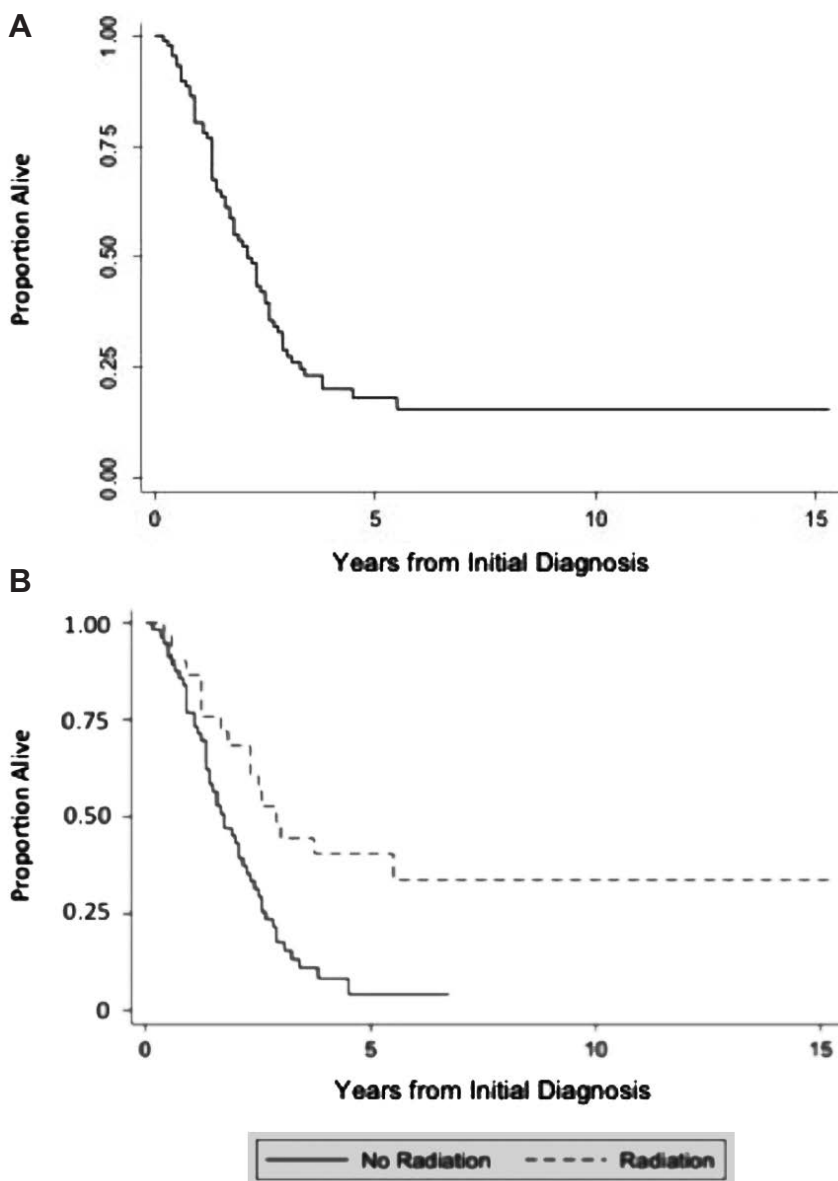 A
1.00
0.75
0.50
0.25
0.00
Proportion Alive
0 5 10 15
Years from Initial Diagnosis
B
1.00
0.75
0.50
0.25
0
Proportion Alive
0 5 10 15
Years from Initial Diagnosis
No Radiation Radiation